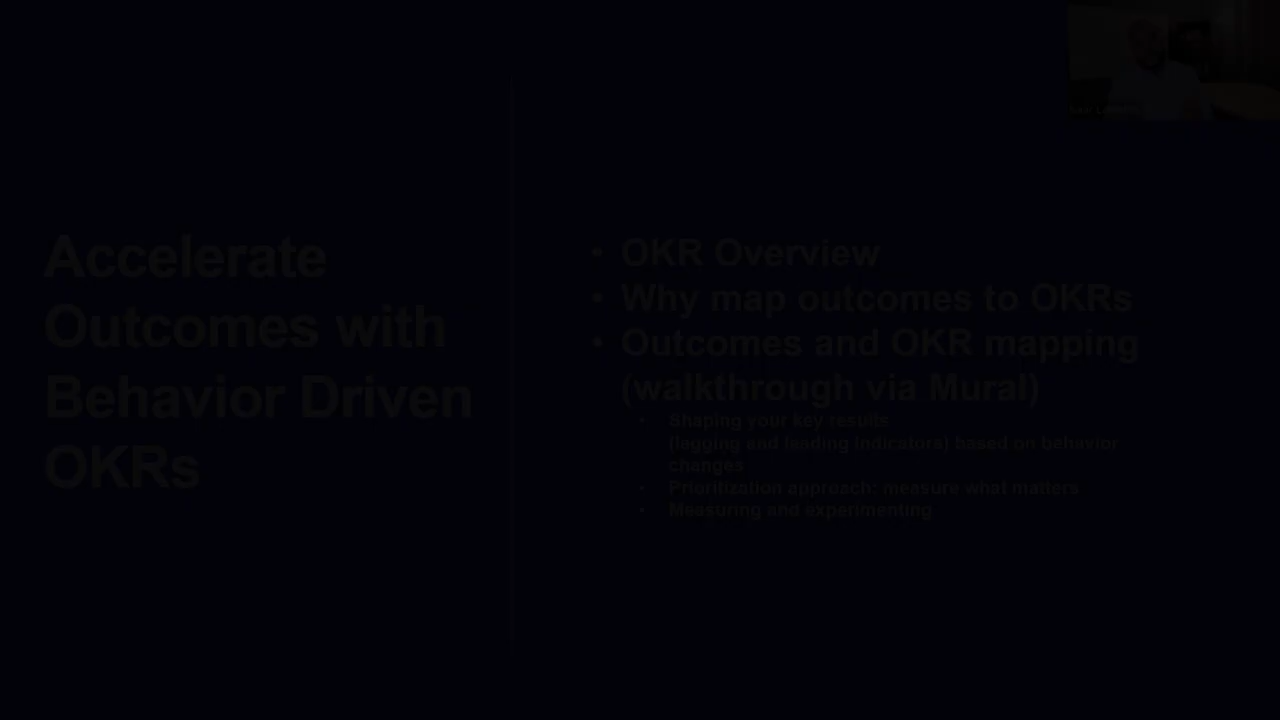 Accelerate
Outcomes with
Behavior Driven
OKRs
• OKR Overview
• Why map outcomes to OKRs
• Outcomes and OKR mapping
(walkthrough via Mural)
• Shaping your key results
(legging and leading indicators) based on behavior
changes
• Prioritization approach: measure what matters
• Measuring and experimenting